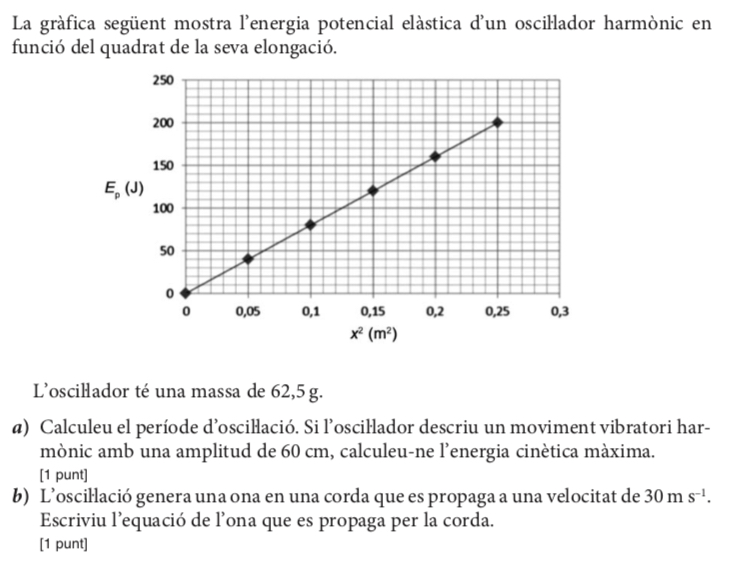 La gràfica següent mostra l’energia potencial elàstica d’un oscil·lador harmònic en
funció del quadrat de la seva elongació.
250
200
150
Eₚ (J)
100
50
0
0 0,05 0,1 0,15 0,2 0,25 0,3
x² (m²)
L’oscil·lador té una massa de 62,5 g.
a) Calculeu el període d’oscil·lació. Si l’oscil·lador descriu un moviment vibratori har-
mònic amb una amplitud de 60 cm, calculeu-ne l’energia cinètica màxima.
[1 punt]
b) L’oscil·lació genera una ona en una corda que es propaga a una velocitat de 30 m s⁻¹.
Escriviu l’equació de l’ona que es propaga per la corda.
[1 punt]